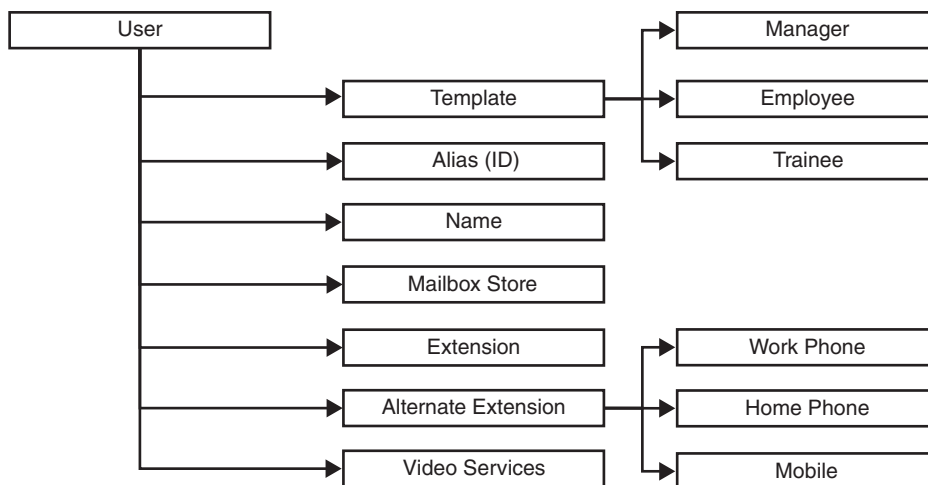 User
Manager
Template
Employee
Alias (ID)
Trainee
Name
Mailbox Store
Extension
Work Phone
Alternate Extension
Home Phone
Video Services
Mobile